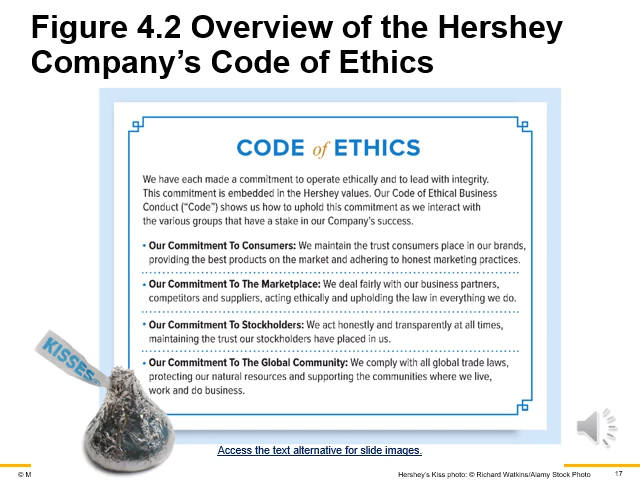 Figure 4.2 Overview of the Hershey
Company’s Code of Ethics
CODE of ETHICS
We have each made a commitment to operate ethically and to lead with integrity.
This commitment is embedded in the Hershey values. Our Code of Ethical Business
Conduct (“Code”) shows us how to uphold this commitment as we interact with
the various groups that have a stake in our Company’s success.
• Our Commitment To Consumers: We maintain the trust consumers place in our brands,
providing the best products on the market and adhering to honest marketing practices.
• Our Commitment To The Marketplace: We deal fairly with our business partners,
competitors and suppliers, acting ethically and upholding the law in everything we do.
• Our Commitment To Stockholders: We act honestly and transparently at all times,
maintaining the trust our stockholders have placed in us.
• Our Commitment To The Global Community: We comply with all global trade laws,
protecting our natural resources and supporting the communities where we live,
work and do business.
KISSES
Access the text alternative for slide images.
© M
Hershey’s Kiss photo: © Richard Watkins/Alamy Stock Photo
17